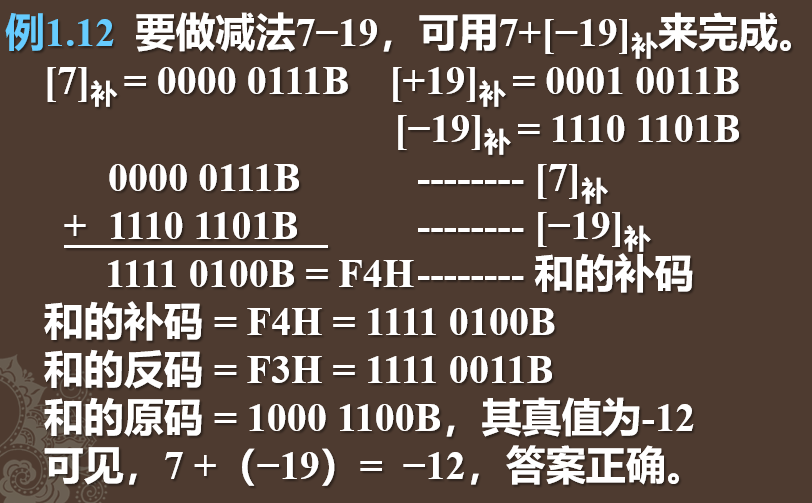 例1.12 要做减法7−19，可用7+[−19]补来完成。
[7]补 = 0000 0111B [+19]补 = 0001 0011B
[−19]补 = 1110 1101B
0000 0111B -------- [7]补
+ 1110 1101B -------- [−19]补
1111 0100B = F4H -------- 和的补码
和的补码 = F4H = 1111 0100B
和的反码 = F3H = 1111 0011B
和的原码 = 1000 1100B，其真值为-12
可见，7 +（−19）= −12，答案正确。